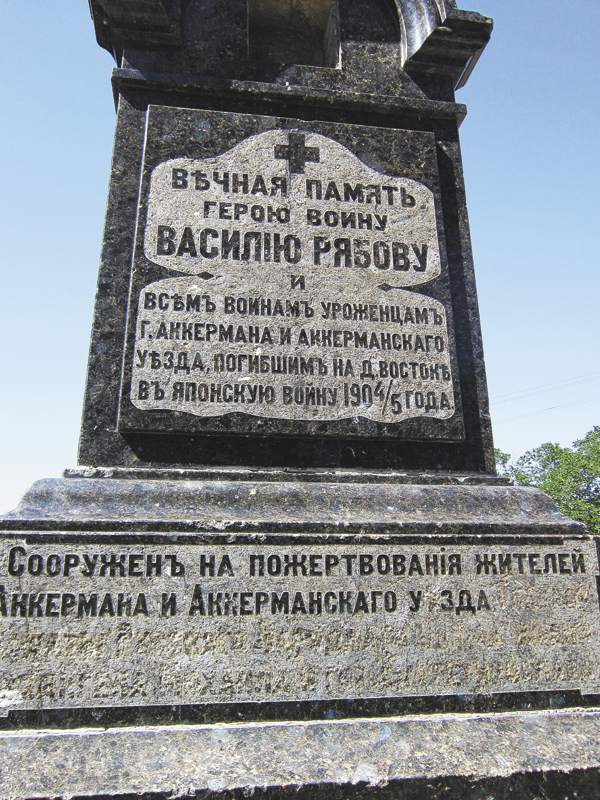 ВѢЧНАЯ ПАМЯТЬ
ГЕРОЮ ВОИНУ
ВАСИЛІЮ РЯБОВУ
И
ВСѢМЪ ВОИНАМЪ УРОЖЕНЦАМЪ
Г. АККЕРМАНА И АККЕРМАНСКАГО
УѢЗДА, ПОГИБШИМЪ НА Д. ВОСТОКѢ
ВЪ ЯПОНСКУЮ ВОЙНУ 1904/5 ГОДА.
СООРУЖЕНЪ НА ПОЖЕРТВОВАНІЯ ЖИТЕЛЕЙ
АККЕРМАНА И АККЕРМАНСКАГО УѢЗДА